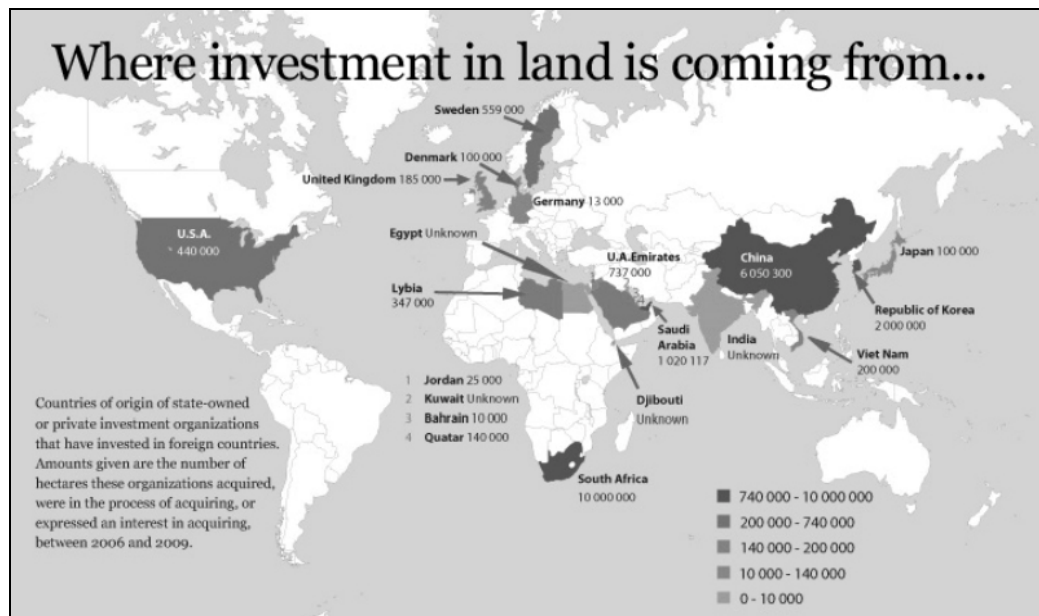 Where investment in land is coming from...
Sweden 559 000
Denmark 100 000
United Kingdom 185 000
Germany 13 000
U.S.A.
440 000
Egypt Unknown
U.A.Emirates
737 000
China
6 050 300
Japan 100 000
Lybia
347 000
Republic of Korea
2 000 000
Saudi
Arabia
1 020 117
India
Unknown
Viet Nam
200 000
1 Jordan 25 000
2 Kuwait Unknown
3 Bahrain 10 000
4 Quatar 140 000
Djibouti
Unknown
Countries of origin of state-owned
or private investment organizations
that have invested in foreign countries.
Amounts given are the number of
hectares these organizations acquired,
were in the process of acquiring, or
expressed an interest in acquiring,
between 2006 and 2009.
South Africa
10 000 000
740 000 - 10 000 000
200 000 - 740 000
140 000 - 200 000
10 000 - 140 000
0 - 10 000